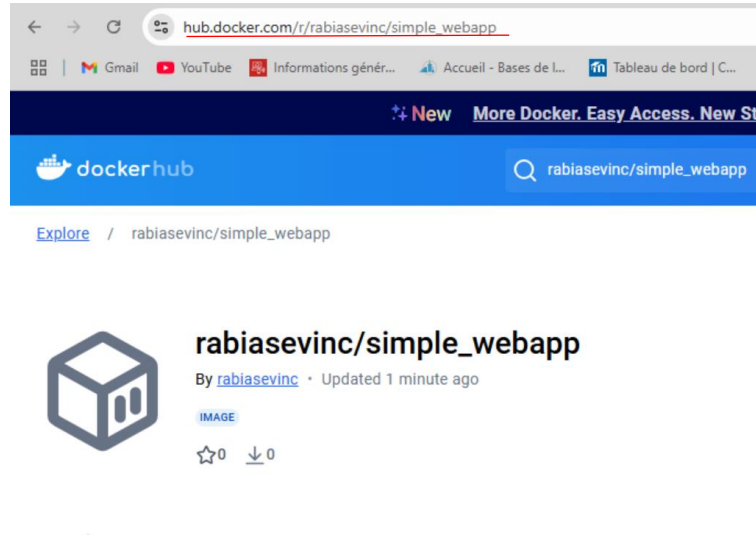 hub.docker.com/r/rabiasevinc/simple_webapp
Gmail YouTube Informations génér... Accueil - Bases de l... Tableau de bord | C...
New More Docker. Easy Access. New St
dockerhub rabiasevinc/simple_webapp
Explore / rabiasevinc/simple_webapp
rabiasevinc/simple_webapp
By rabiasevinc · Updated 1 minute ago
IMAGE
0 0